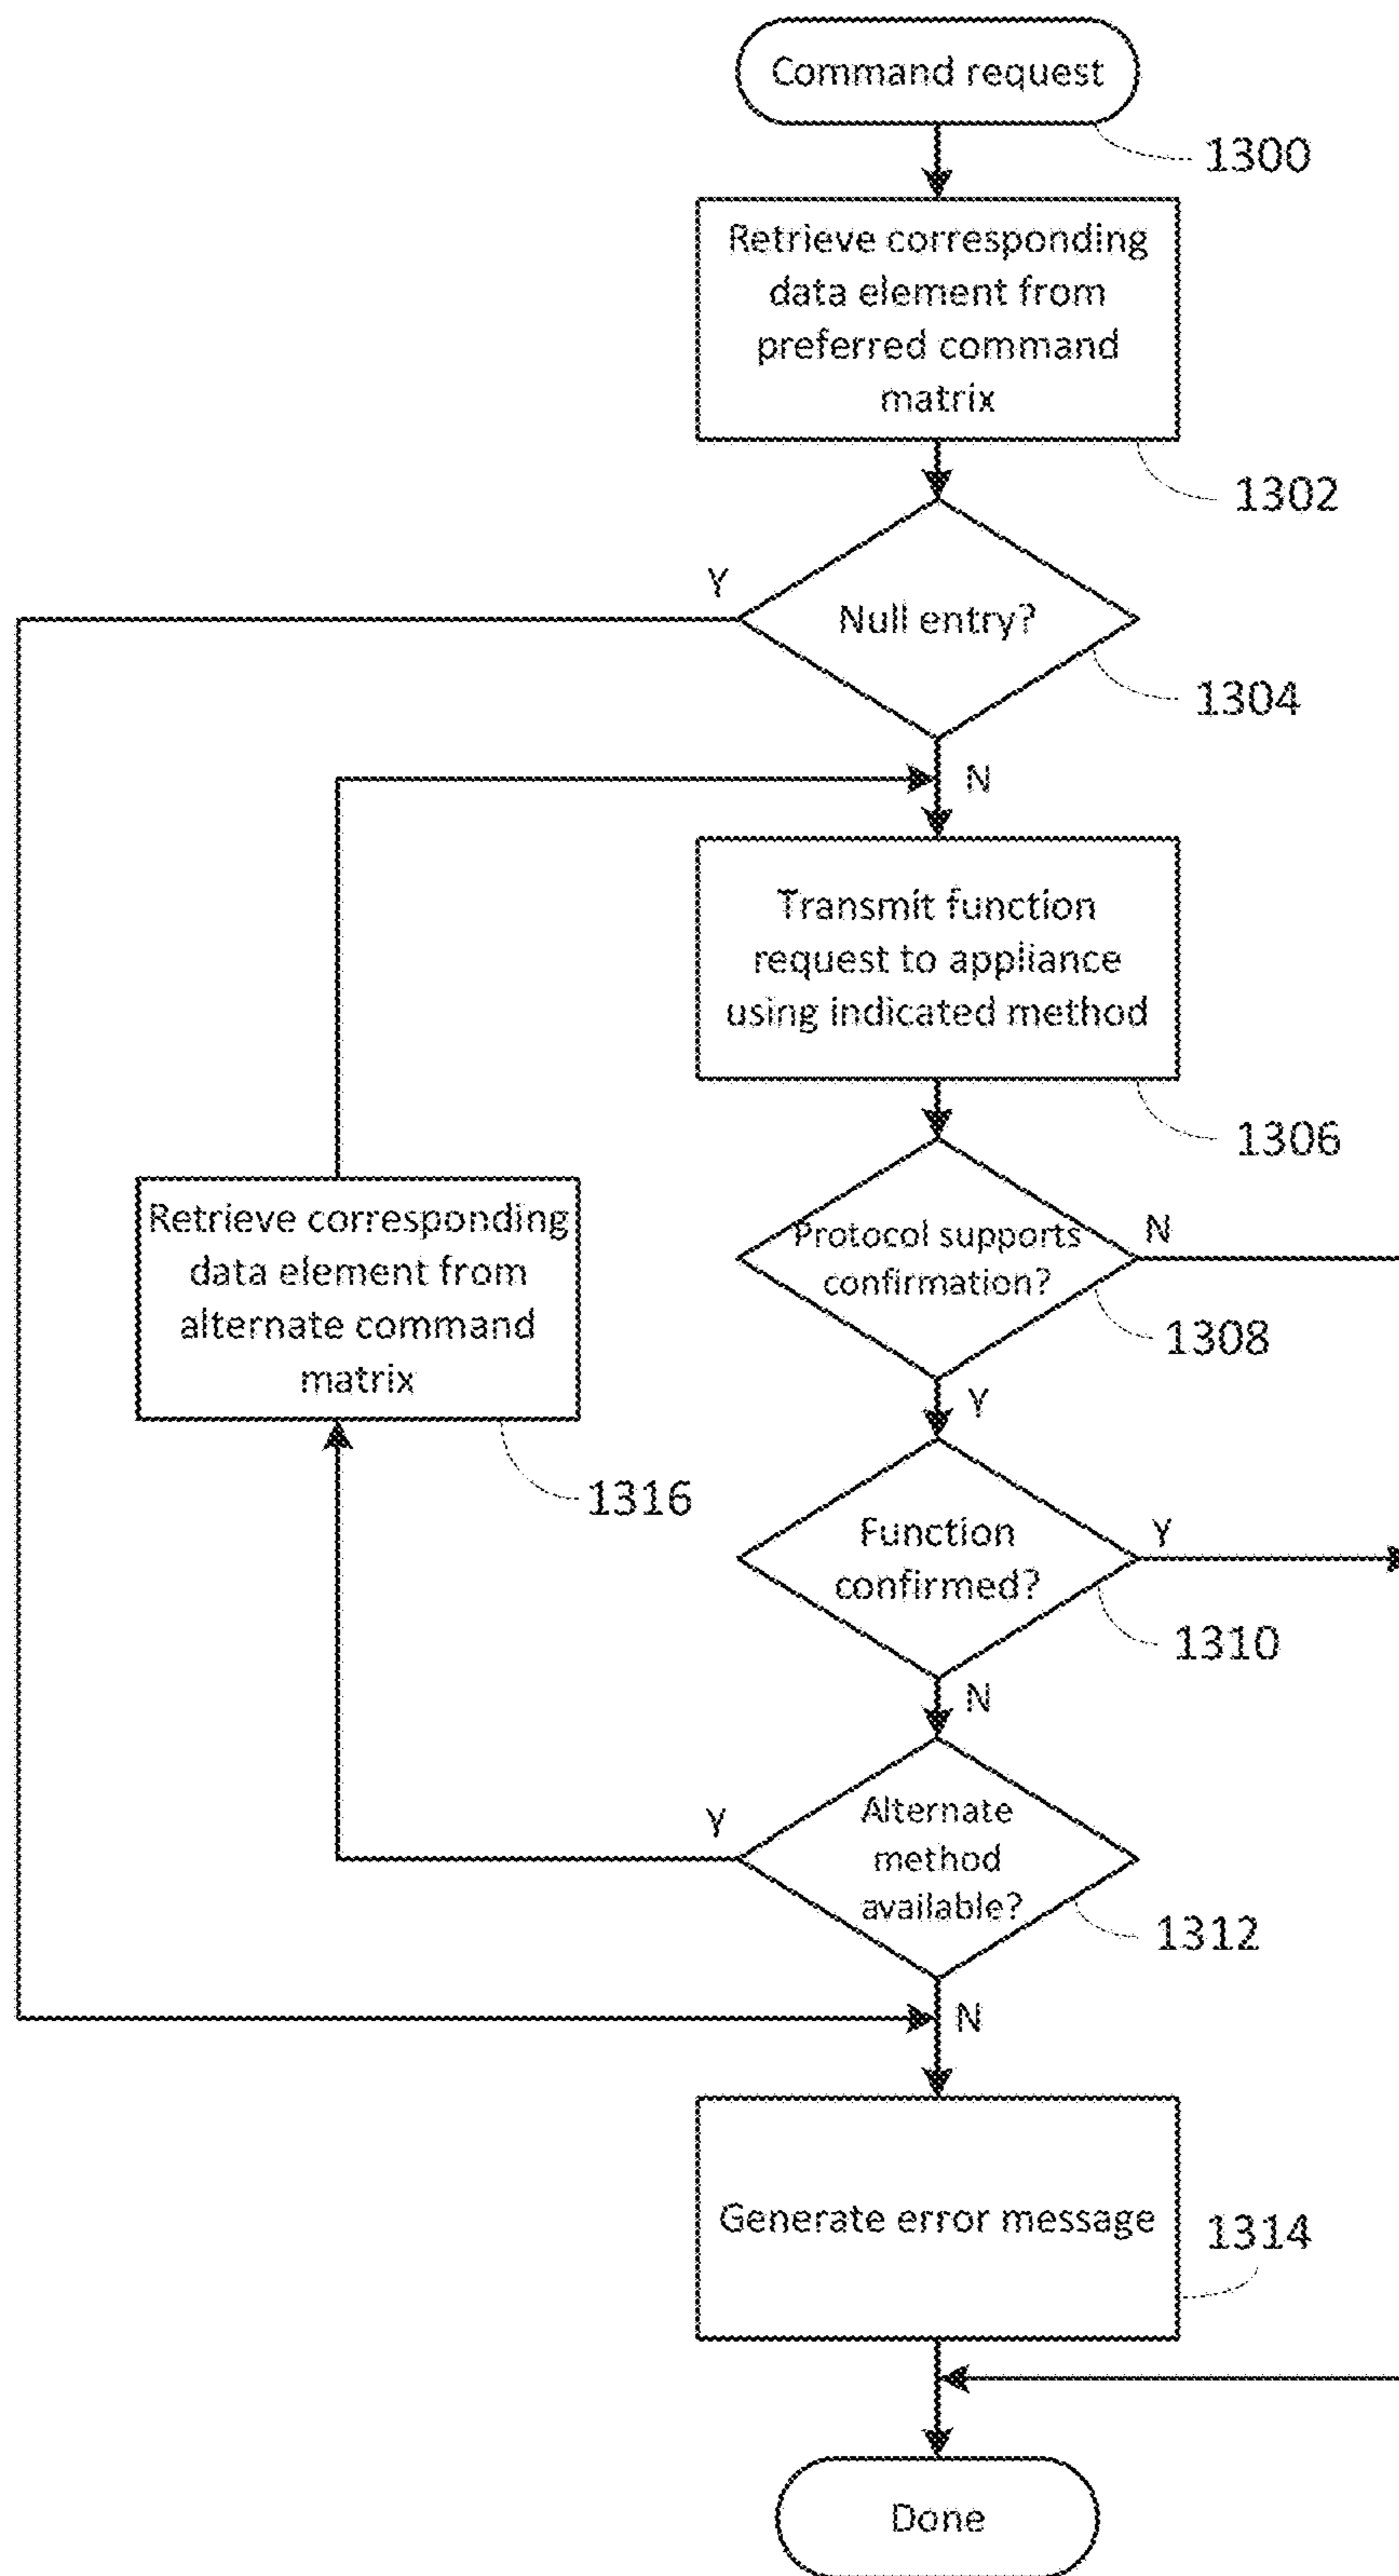 Command request
1300
Retrieve corresponding
data element from
preferred command
matrix
1302
Y
Null entry?
1304
N
Transmit function
request to appliance
using indicated method
1306
Protocol supports
confirmation?
N
1308
Retrieve corresponding
data element from
alternate command
matrix
1316
Y
Function
confirmed?
Y
1310
N
Y
Alternate
method
available?
1312
N
Generate error message
1314
Done